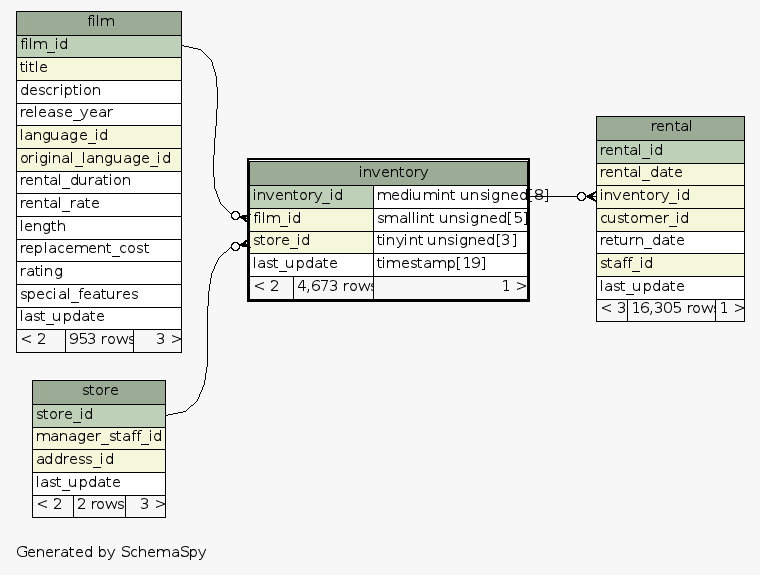 film
film_id
title
description
release_year
language_id
original_language_id
rental_duration
rental_rate
length
replacement_cost
rating
special_features
last_update
< 2 953 rows 3 >
inventory
inventory_id mediumint unsigned[8]
film_id smallint unsigned[5]
store_id tinyint unsigned[3]
last_update timestamp[19]
< 2 4,673 rows 1 >
rental
rental_id
rental_date
inventory_id
customer_id
return_date
staff_id
last_update
< 3 16,305 rows 1 >
store
store_id
manager_staff_id
address_id
last_update
< 2 2 rows 3 >
Generated by SchemaSpy